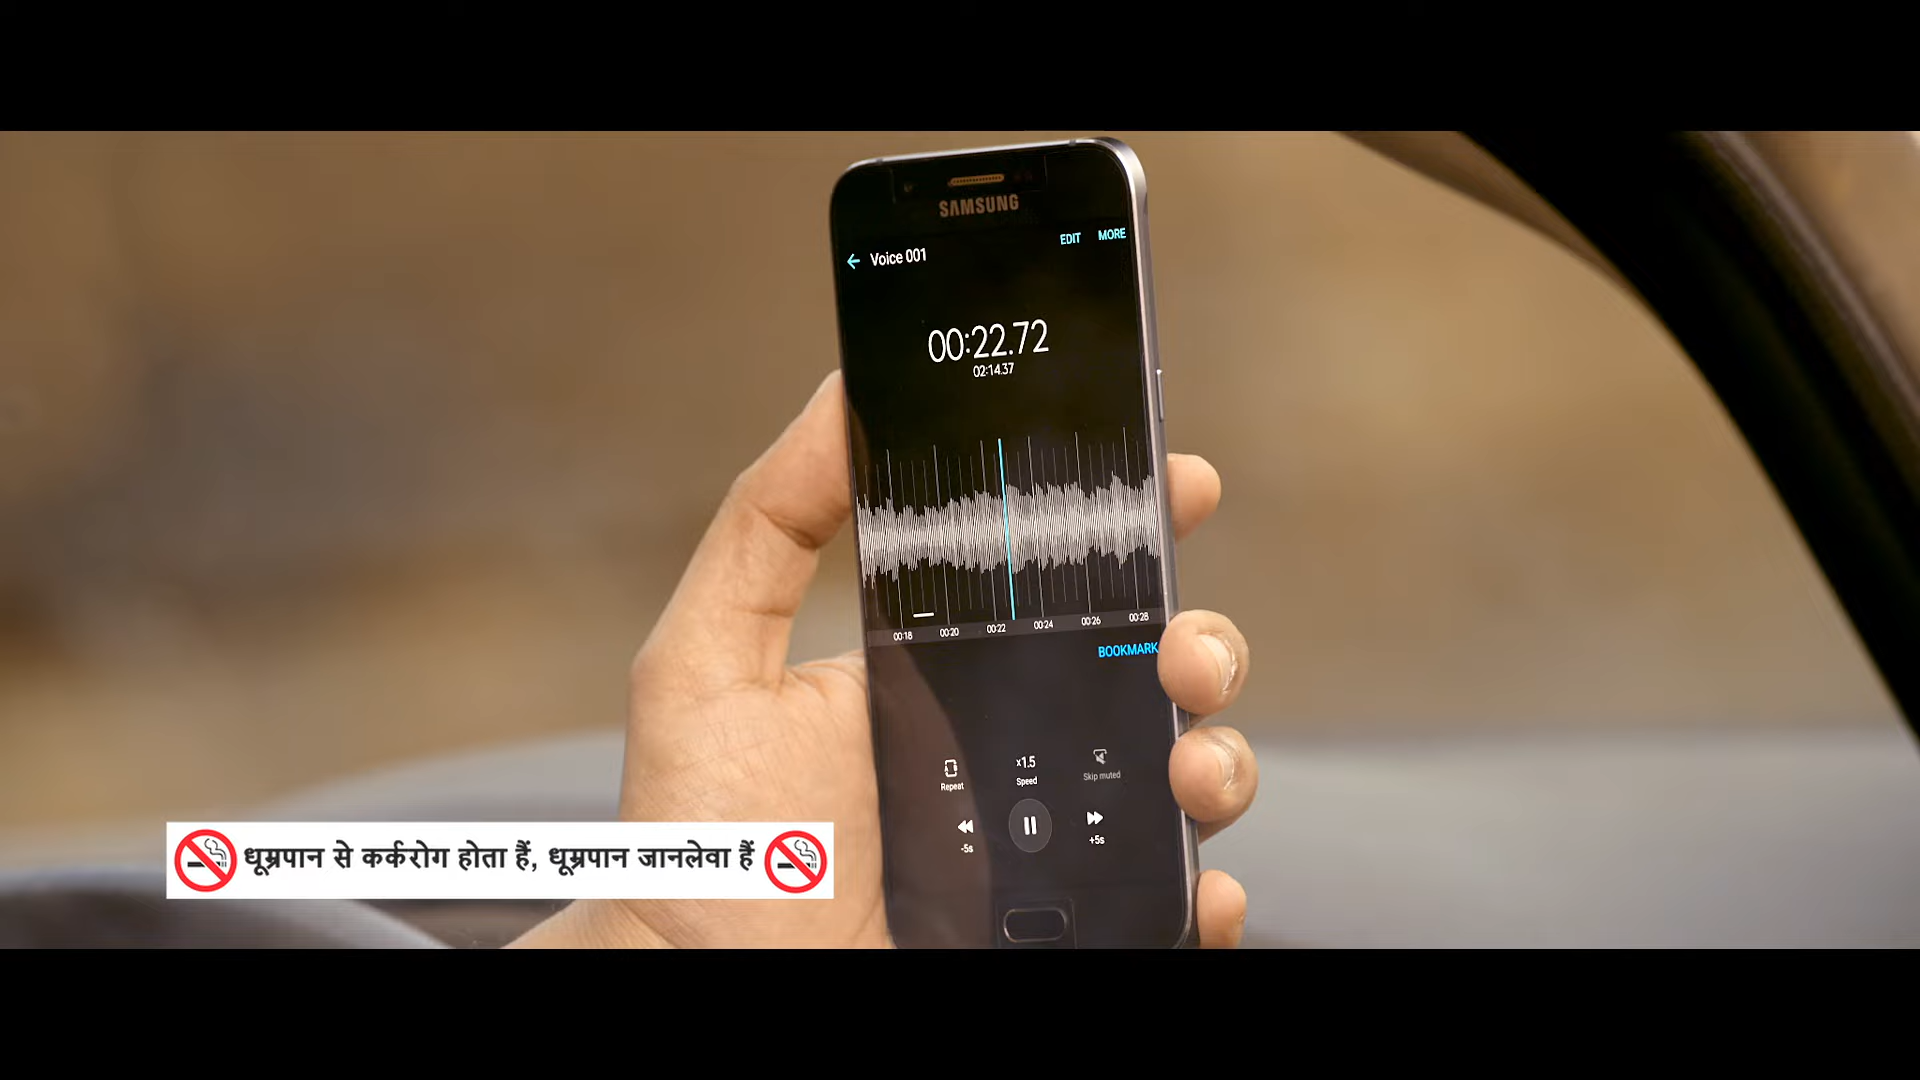 SAMSUNG
EDIT MORE
Voice 001
00:22.72
02:14.37
00:18 00:20 00:22 00:24 00:26 00:28
BOOKMARK
Repeat
x1.5
Speed
Skip muted
-5s
+5s
धूम्रपान से कर्करोग होता हैं, धूम्रपान जानलेवा हैं